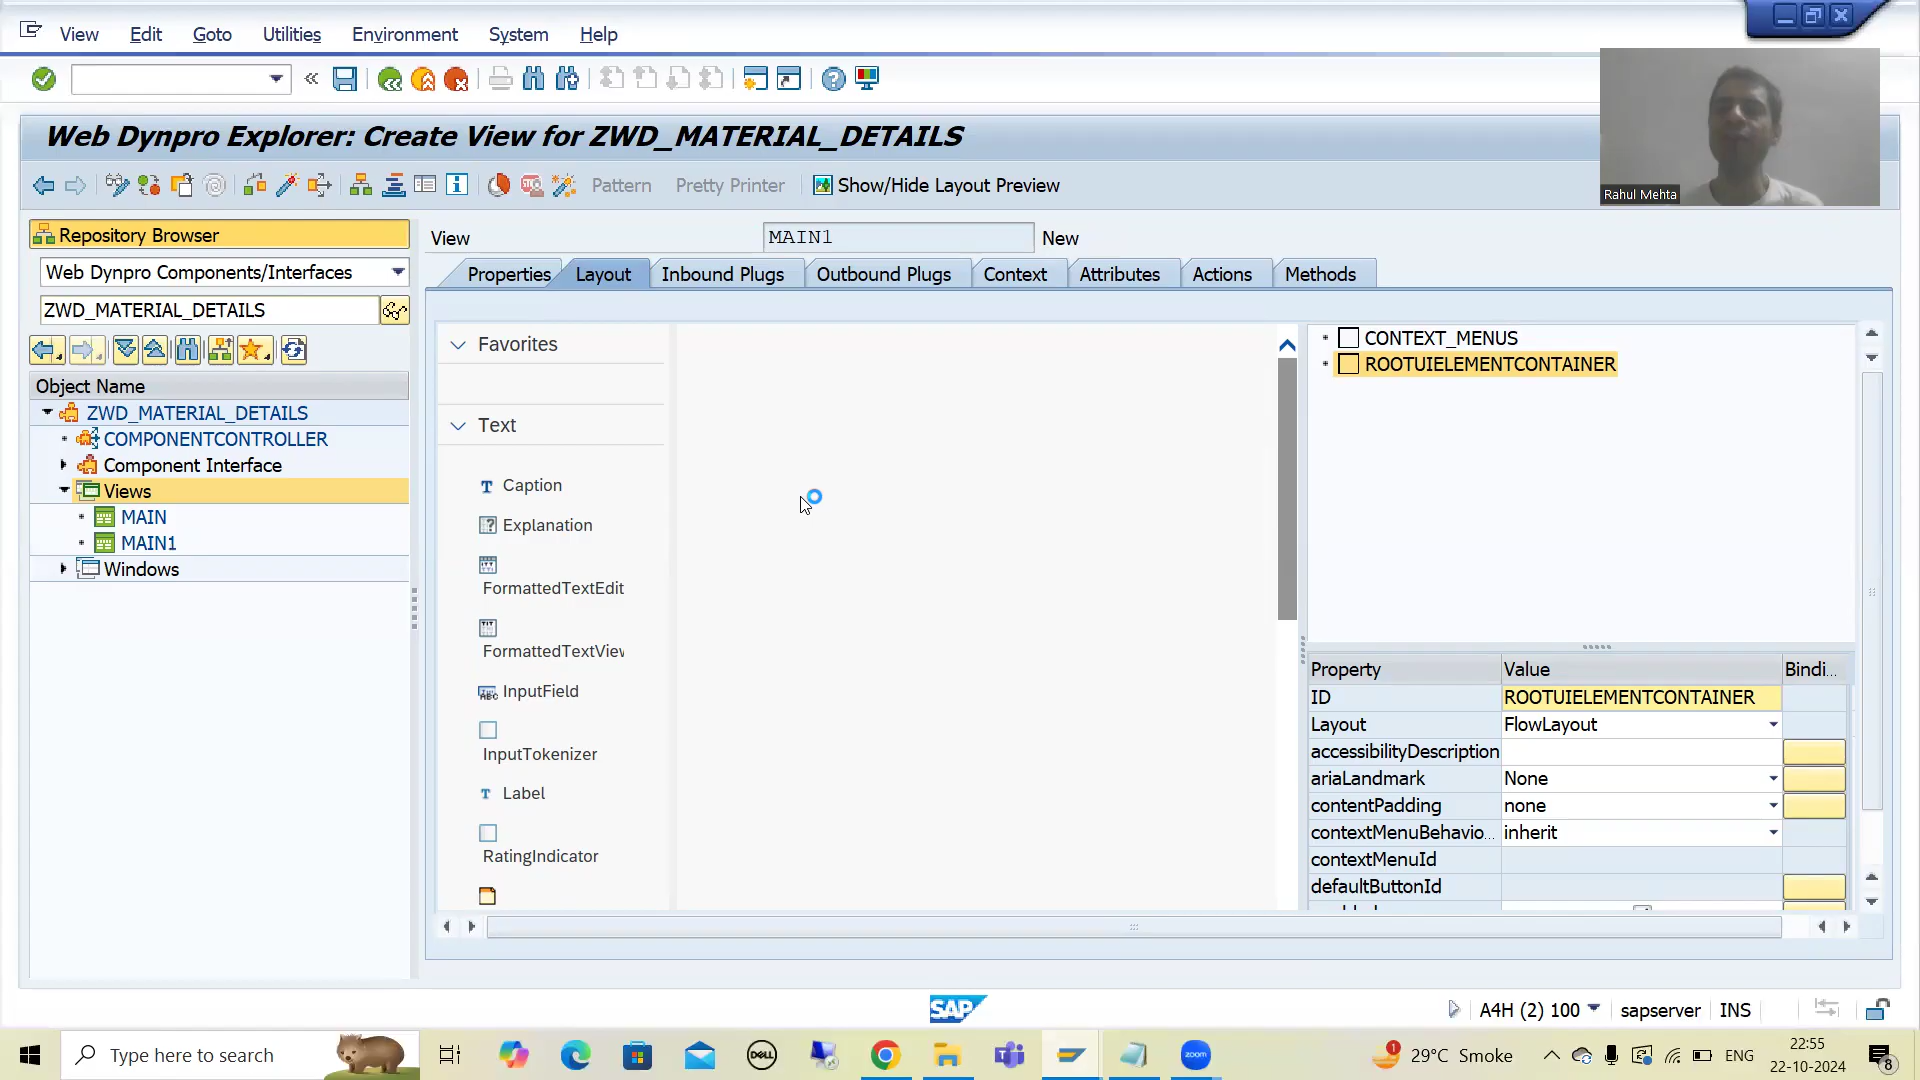 View Edit Goto Utilities Environment System Help
Web Dynpro Explorer: Create View for ZWD_MATERIAL_DETAILS
Rahul Mehta
Pattern Pretty Printer Show/Hide Layout Preview
Repository Browser
Web Dynpro Components/Interfaces
ZWD_MATERIAL_DETAILS
Object Name
ZWD_MATERIAL_DETAILS
COMPONENTCONTROLLER
Component Interface
Views
MAIN
MAIN1
Windows
View MAIN1 New
Properties Layout Inbound Plugs Outbound Plugs Context Attributes Actions Methods
Favorites
Text
Caption
Explanation
FormattedTextEdit
FormattedTextView
InputField
InputTokenizer
Label
RatingIndicator
CONTEXT_MENUS
ROOTUIELEMENTCONTAINER
Property Value Bindi...
ID ROOTUIELEMENTCONTAINER
Layout FlowLayout
accessibilityDescription
ariaLandmark None
contentPadding none
contextMenuBehavio... inherit
contextMenuId
defaultButtonId
SAP
A4H (2) 100 sapserver INS
Type here to search
DELL
zoom
1
29°C Smoke
ENG
22:55
22-10-2024
8